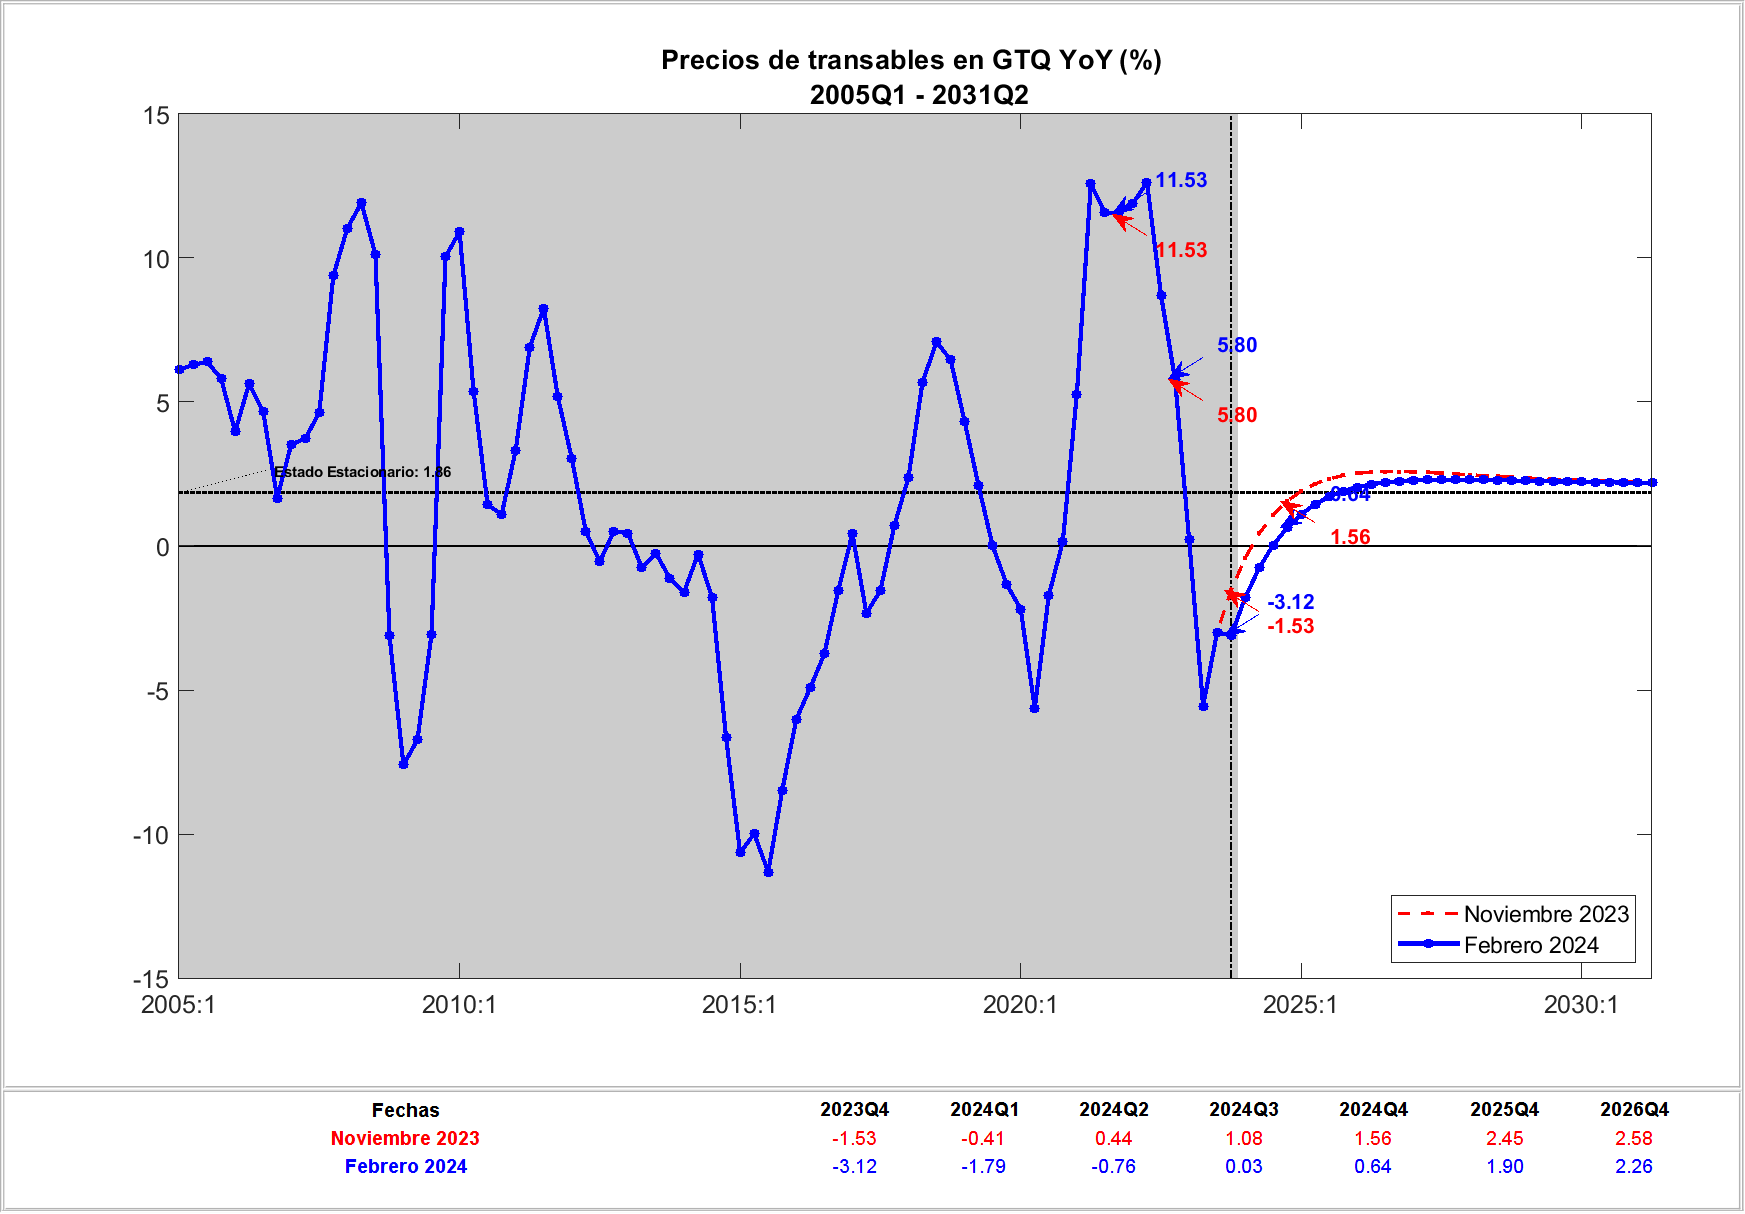 Precios de transables en GTQ YoY (%)
2005Q1 - 2031Q2
15
10
5
0
-5
-10
-15
2005:1 2010:1 2015:1 2020:1 2025:1 2030:1
Estado Estacionario: 1.86
11.53
11.53
5.80
5.80
0.64
1.56
-3.12
-1.53
Noviembre 2023
Febrero 2024
Fechas 2023Q4 2024Q1 2024Q2 2024Q3 2024Q4 2025Q4 2026Q4
Noviembre 2023 -1.53 -0.41 0.44 1.08 1.56 2.45 2.58
Febrero 2024 -3.12 -1.79 -0.76 0.03 0.64 1.90 2.26